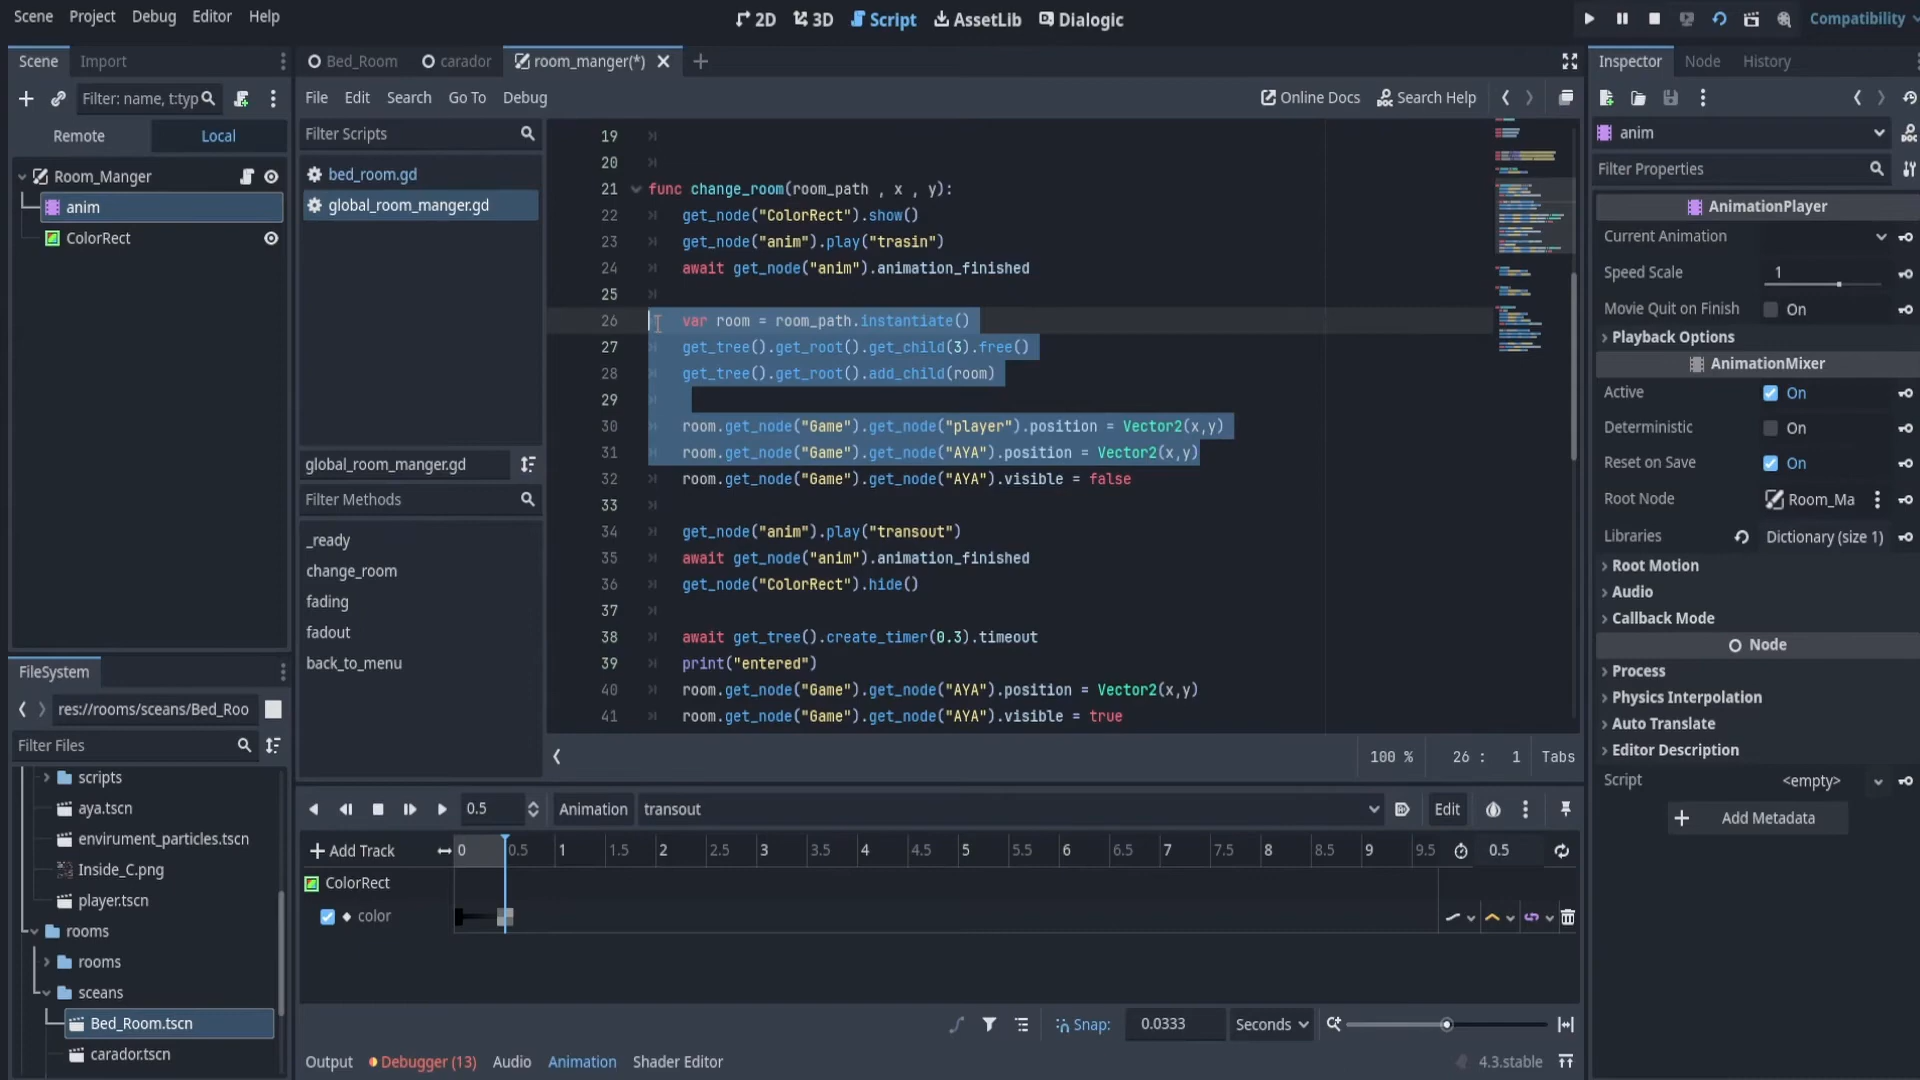 Scene Project Debug Editor Help
2D 3D Script AssetLib Dialogic
Compatibility
Scene Import
Filter: name, t:typ
Remote Local
Room_Manger
anim
ColorRect
FileSystem
res://rooms/sceans/Bed_Roo
Filter Files
scripts
aya.tscn
envirument_particles.tscn
Inside_C.png
player.tscn
rooms
rooms
sceans
Bed_Room.tscn
carador.tscn
Bed_Room carador room_manger(*)
File Edit Search Go To Debug
Online Docs Search Help
Filter Scripts
bed_room.gd
global_room_manger.gd
global_room_manger.gd
Filter Methods
_ready
change_room
fading
fadout
back_to_menu
19
20
21 func change_room(room_path , x , y):
22 get_node("ColorRect").show()
23 get_node("anim").play("trasin")
24 await get_node("anim").animation_finished
25
26 var room = room_path.instantiate()
27 get_tree().get_root().get_child(3).free()
28 get_tree().get_root().add_child(room)
29
30 room.get_node("Game").get_node("player").position = Vector2(x,y)
31 room.get_node("Game").get_node("AYA").position = Vector2(x,y)
32 room.get_node("Game").get_node("AYA").visible = false
33
34 get_node("anim").play("transout")
35 await get_node("anim").animation_finished
36 get_node("ColorRect").hide()
37
38 await get_tree().create_timer(0.3).timeout
39 print("entered")
40 room.get_node("Game").get_node("AYA").position = Vector2(x,y)
41 room.get_node("Game").get_node("AYA").visible = true
100 % 26 : 1 Tabs
0.5 Animation transout Edit
Add Track 0 0.5 1 1.5 2 2.5 3 3.5 4 4.5 5 5.5 6 6.5 7 7.5 8 8.5 9 9.5 0.5
ColorRect
color
Snap: 0.0333 Seconds
Output Debugger (13) Audio Animation Shader Editor
4.3.stable
Inspector Node History
anim
Filter Properties
AnimationPlayer
Current Animation
Speed Scale 1
Movie Quit on Finish On
Playback Options
AnimationMixer
Active On
Deterministic On
Reset on Save On
Root Node Room_Ma
Libraries Dictionary (size 1)
Root Motion
Audio
Callback Mode
Node
Process
Physics Interpolation
Auto Translate
Editor Description
Script <empty>
Add Metadata